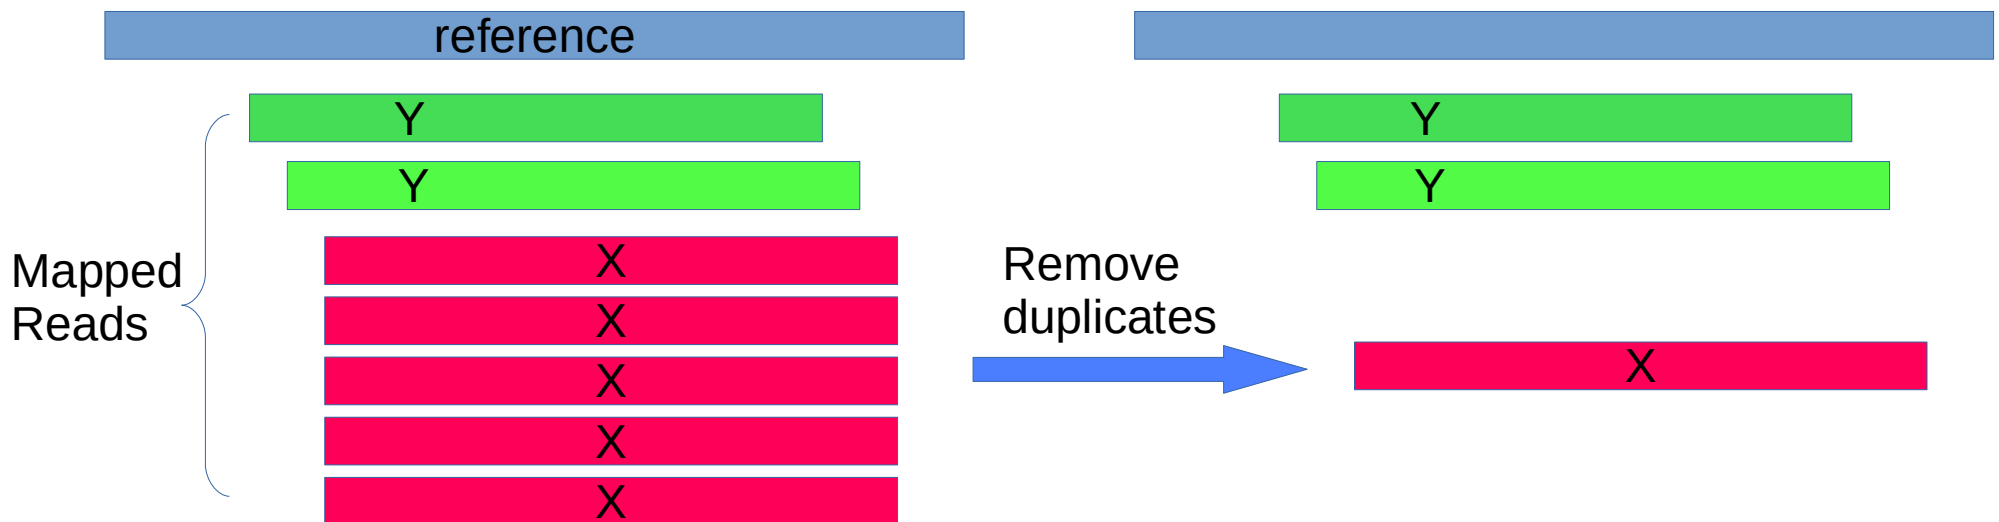 reference
Y
Y
Mapped
Reads
X
X
X
X
X
Remove
duplicates
Y
Y
X